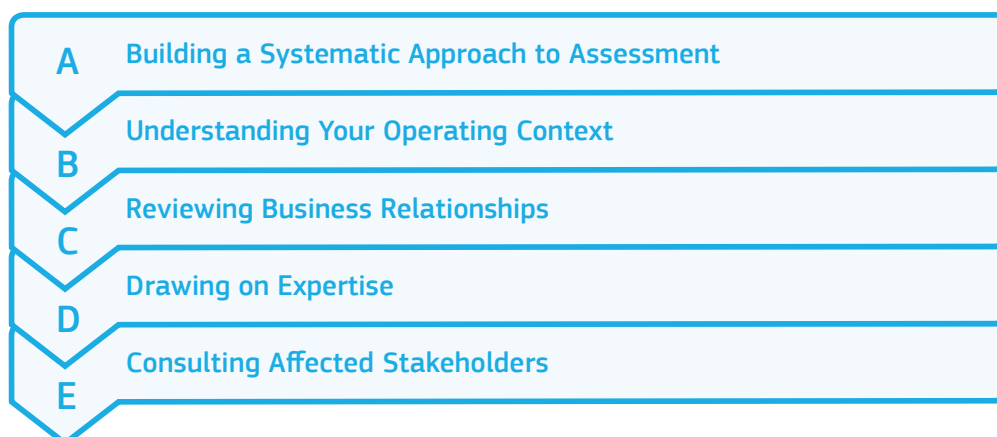 A Building a Systematic Approach to Assessment
B Understanding Your Operating Context
C Reviewing Business Relationships
D Drawing on Expertise
E Consulting Affected Stakeholders